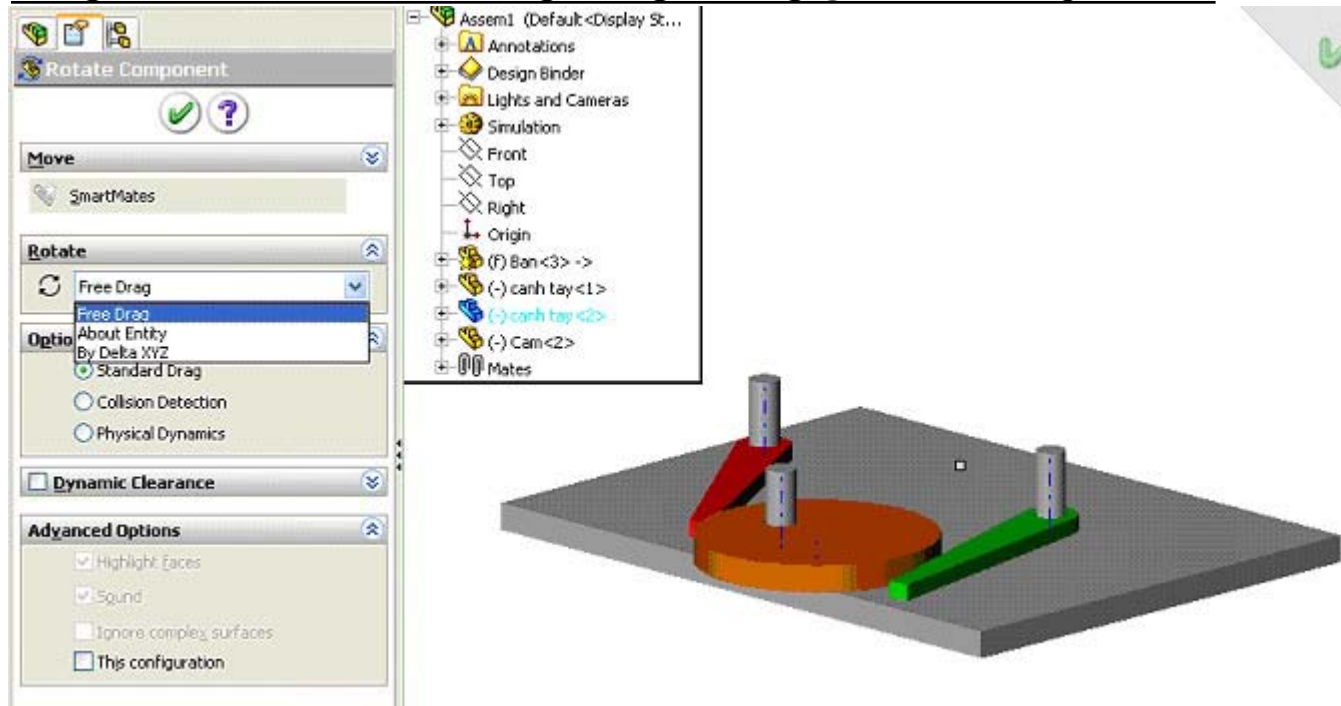 Rotate Component
Move
SmartMates
Rotate
Free Drag
Free Drag
About Entity
By Delta XYZ
Optio
Standard Drag
Collision Detection
Physical Dynamics
Dynamic Clearance
Advanced Options
Highlight faces
Sound
Ignore complex surfaces
This configuration
Assem1 (Default<Display St...
Annotations
Design Binder
Lights and Cameras
Simulation
Front
Top
Right
Origin
(f) Ban<3> ->
(-) canh tay<1>
(-) canh tay<2>
(-) Cam<2>
Mates